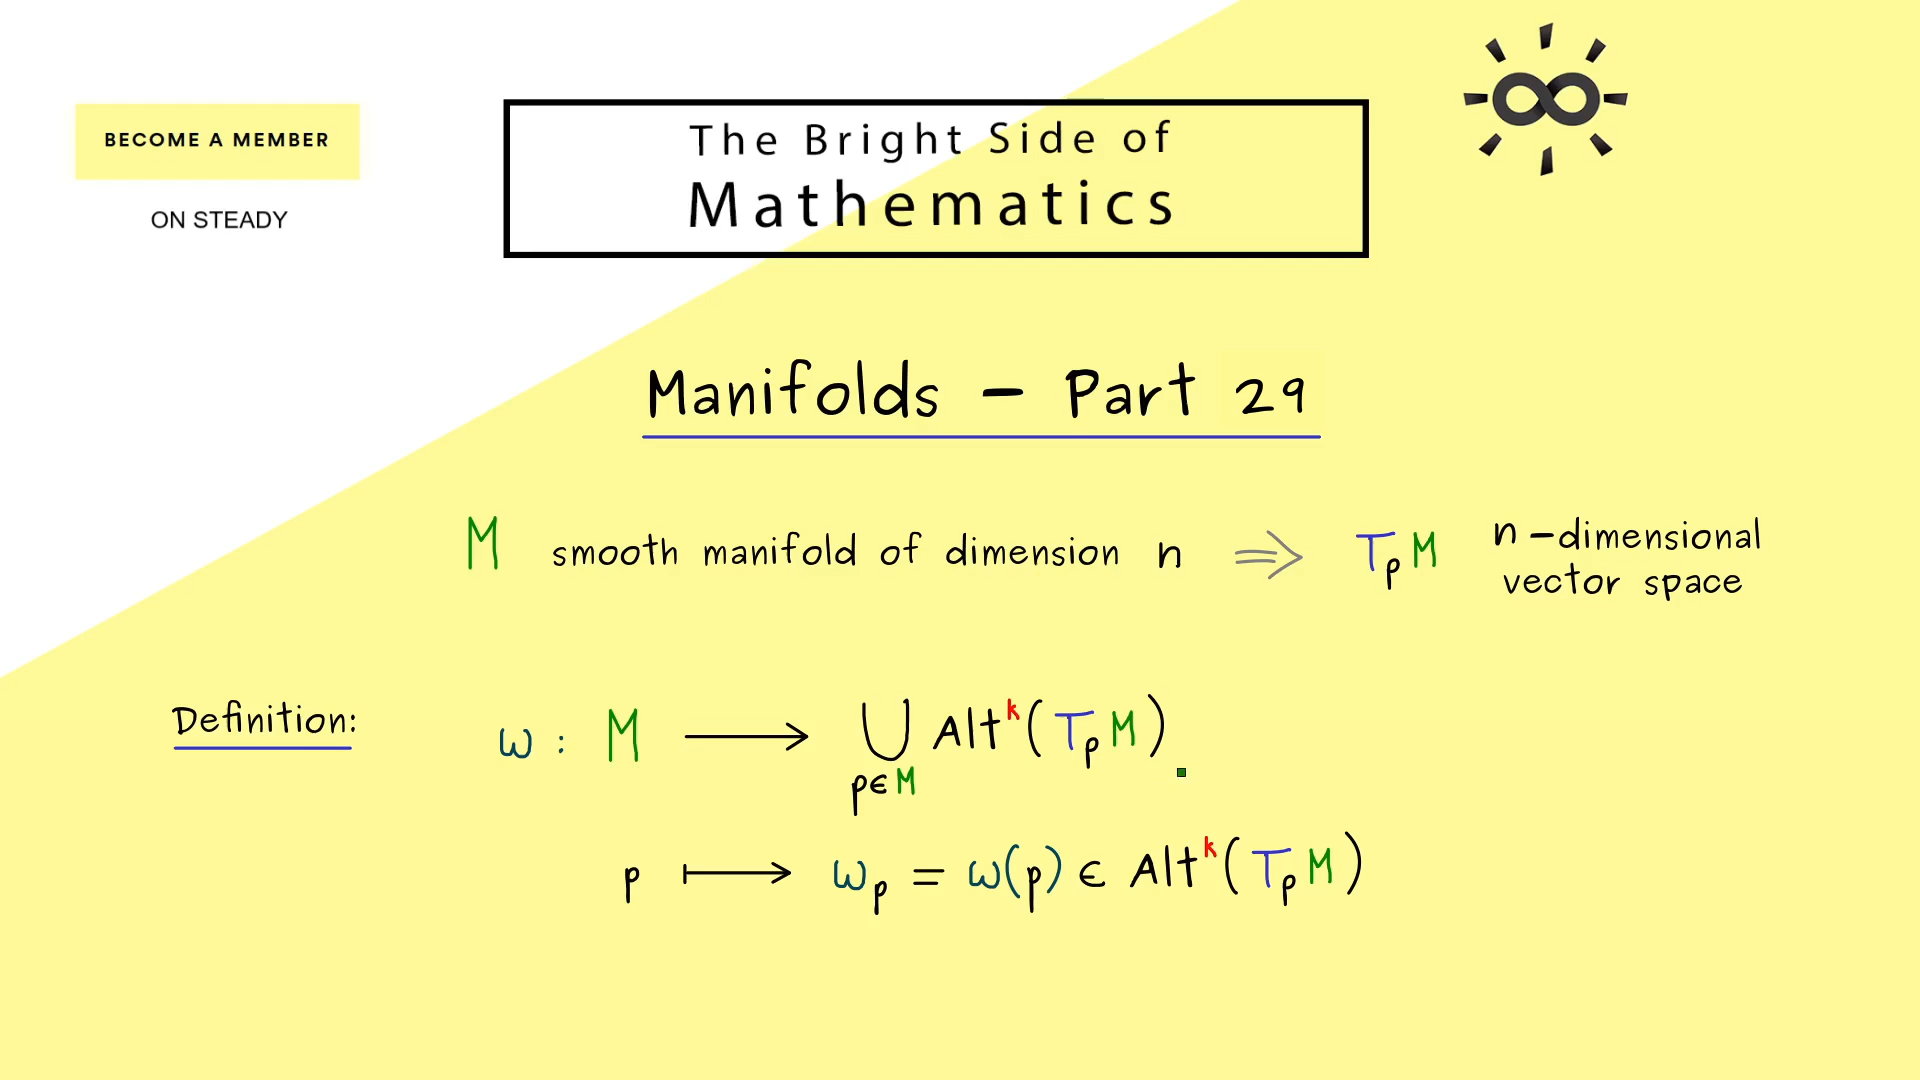 BECOME A MEMBER
ON STEADY
The Bright Side of
Mathematics
Manifolds - Part 29
M smooth manifold of dimension n ⇒ TₚM n-dimensional
vector space
Definition: ω : M ⟶ ⋃ Altᵏ(TₚM)
p∈M
p ⟼ ωₚ = ω(p) ∈ Altᵏ(TₚM)